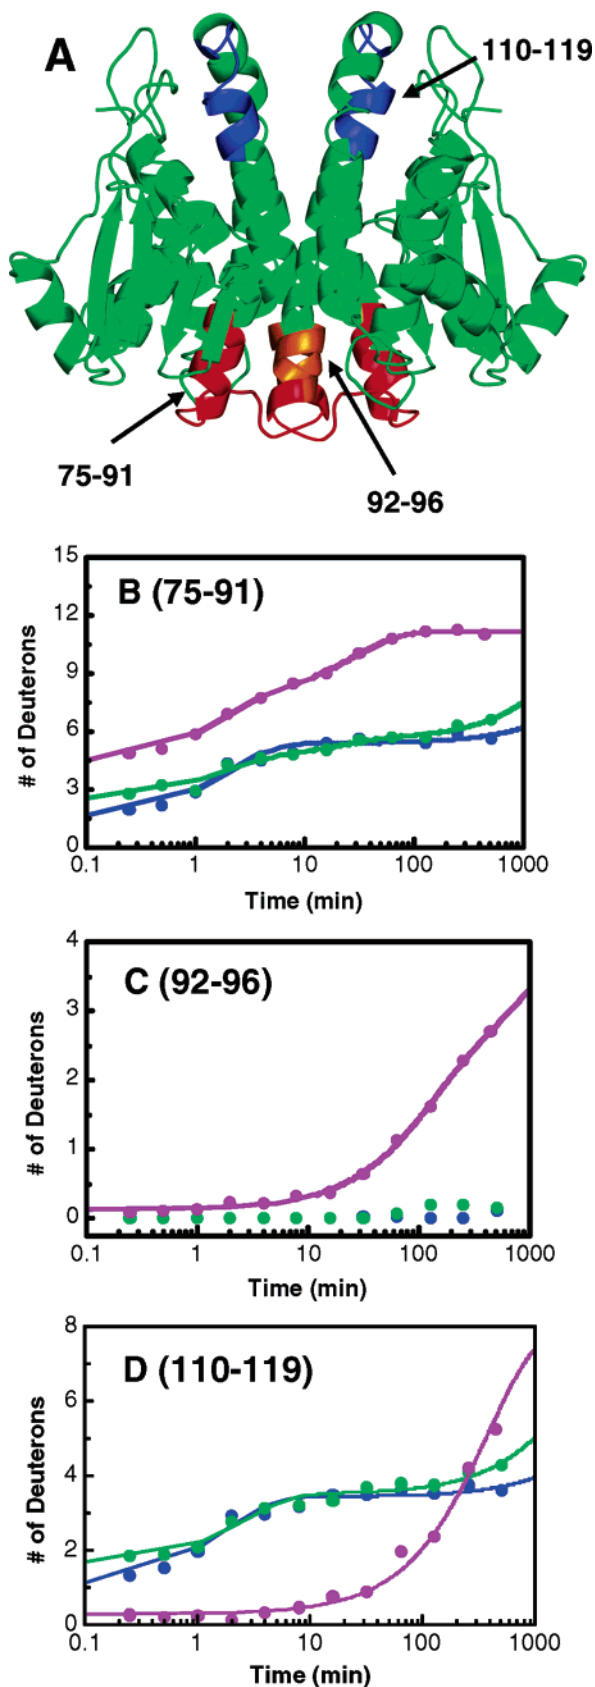 A
110-119
75-91
92-96
B (75-91)
# of Deuterons
15
12
9
6
3
0
0.1 1 10 100 1000
Time (min)
C (92-96)
# of Deuterons
4
3
2
1
0
0.1 1 10 100 1000
Time (min)
D (110-119)
# of Deuterons
8
6
4
2
0
0.1 1 10 100 1000
Time (min)